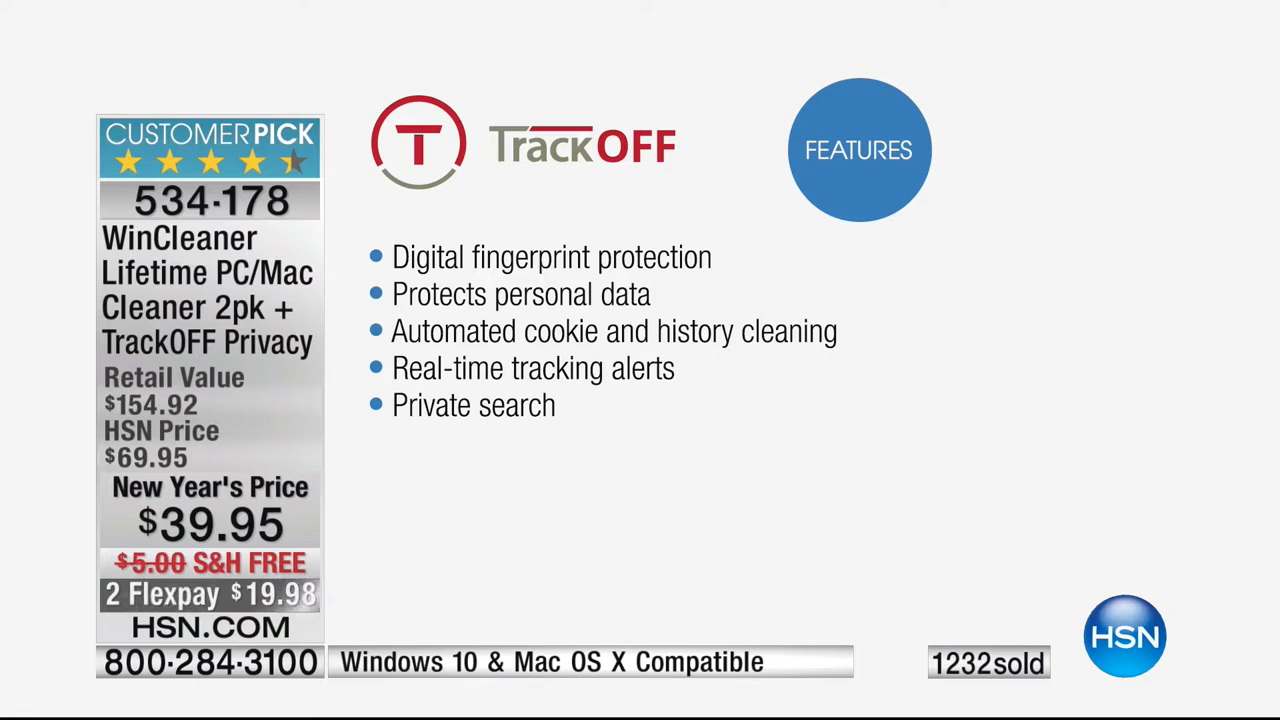 CUSTOMER PICK
534·178
WinCleaner
Lifetime PC/Mac
Cleaner 2pk +
TrackOFF Privacy
Retail Value
$154.92
HSN Price
$69.95
New Year's Price
$39.95
$5.00 S&H FREE
2 Flexpay $19.98
HSN.COM
800·284·3100
T TrackOFF
FEATURES
• Digital fingerprint protection
• Protects personal data
• Automated cookie and history cleaning
• Real-time tracking alerts
• Private search
Windows 10 & Mac OS X Compatible
1232sold
HSN